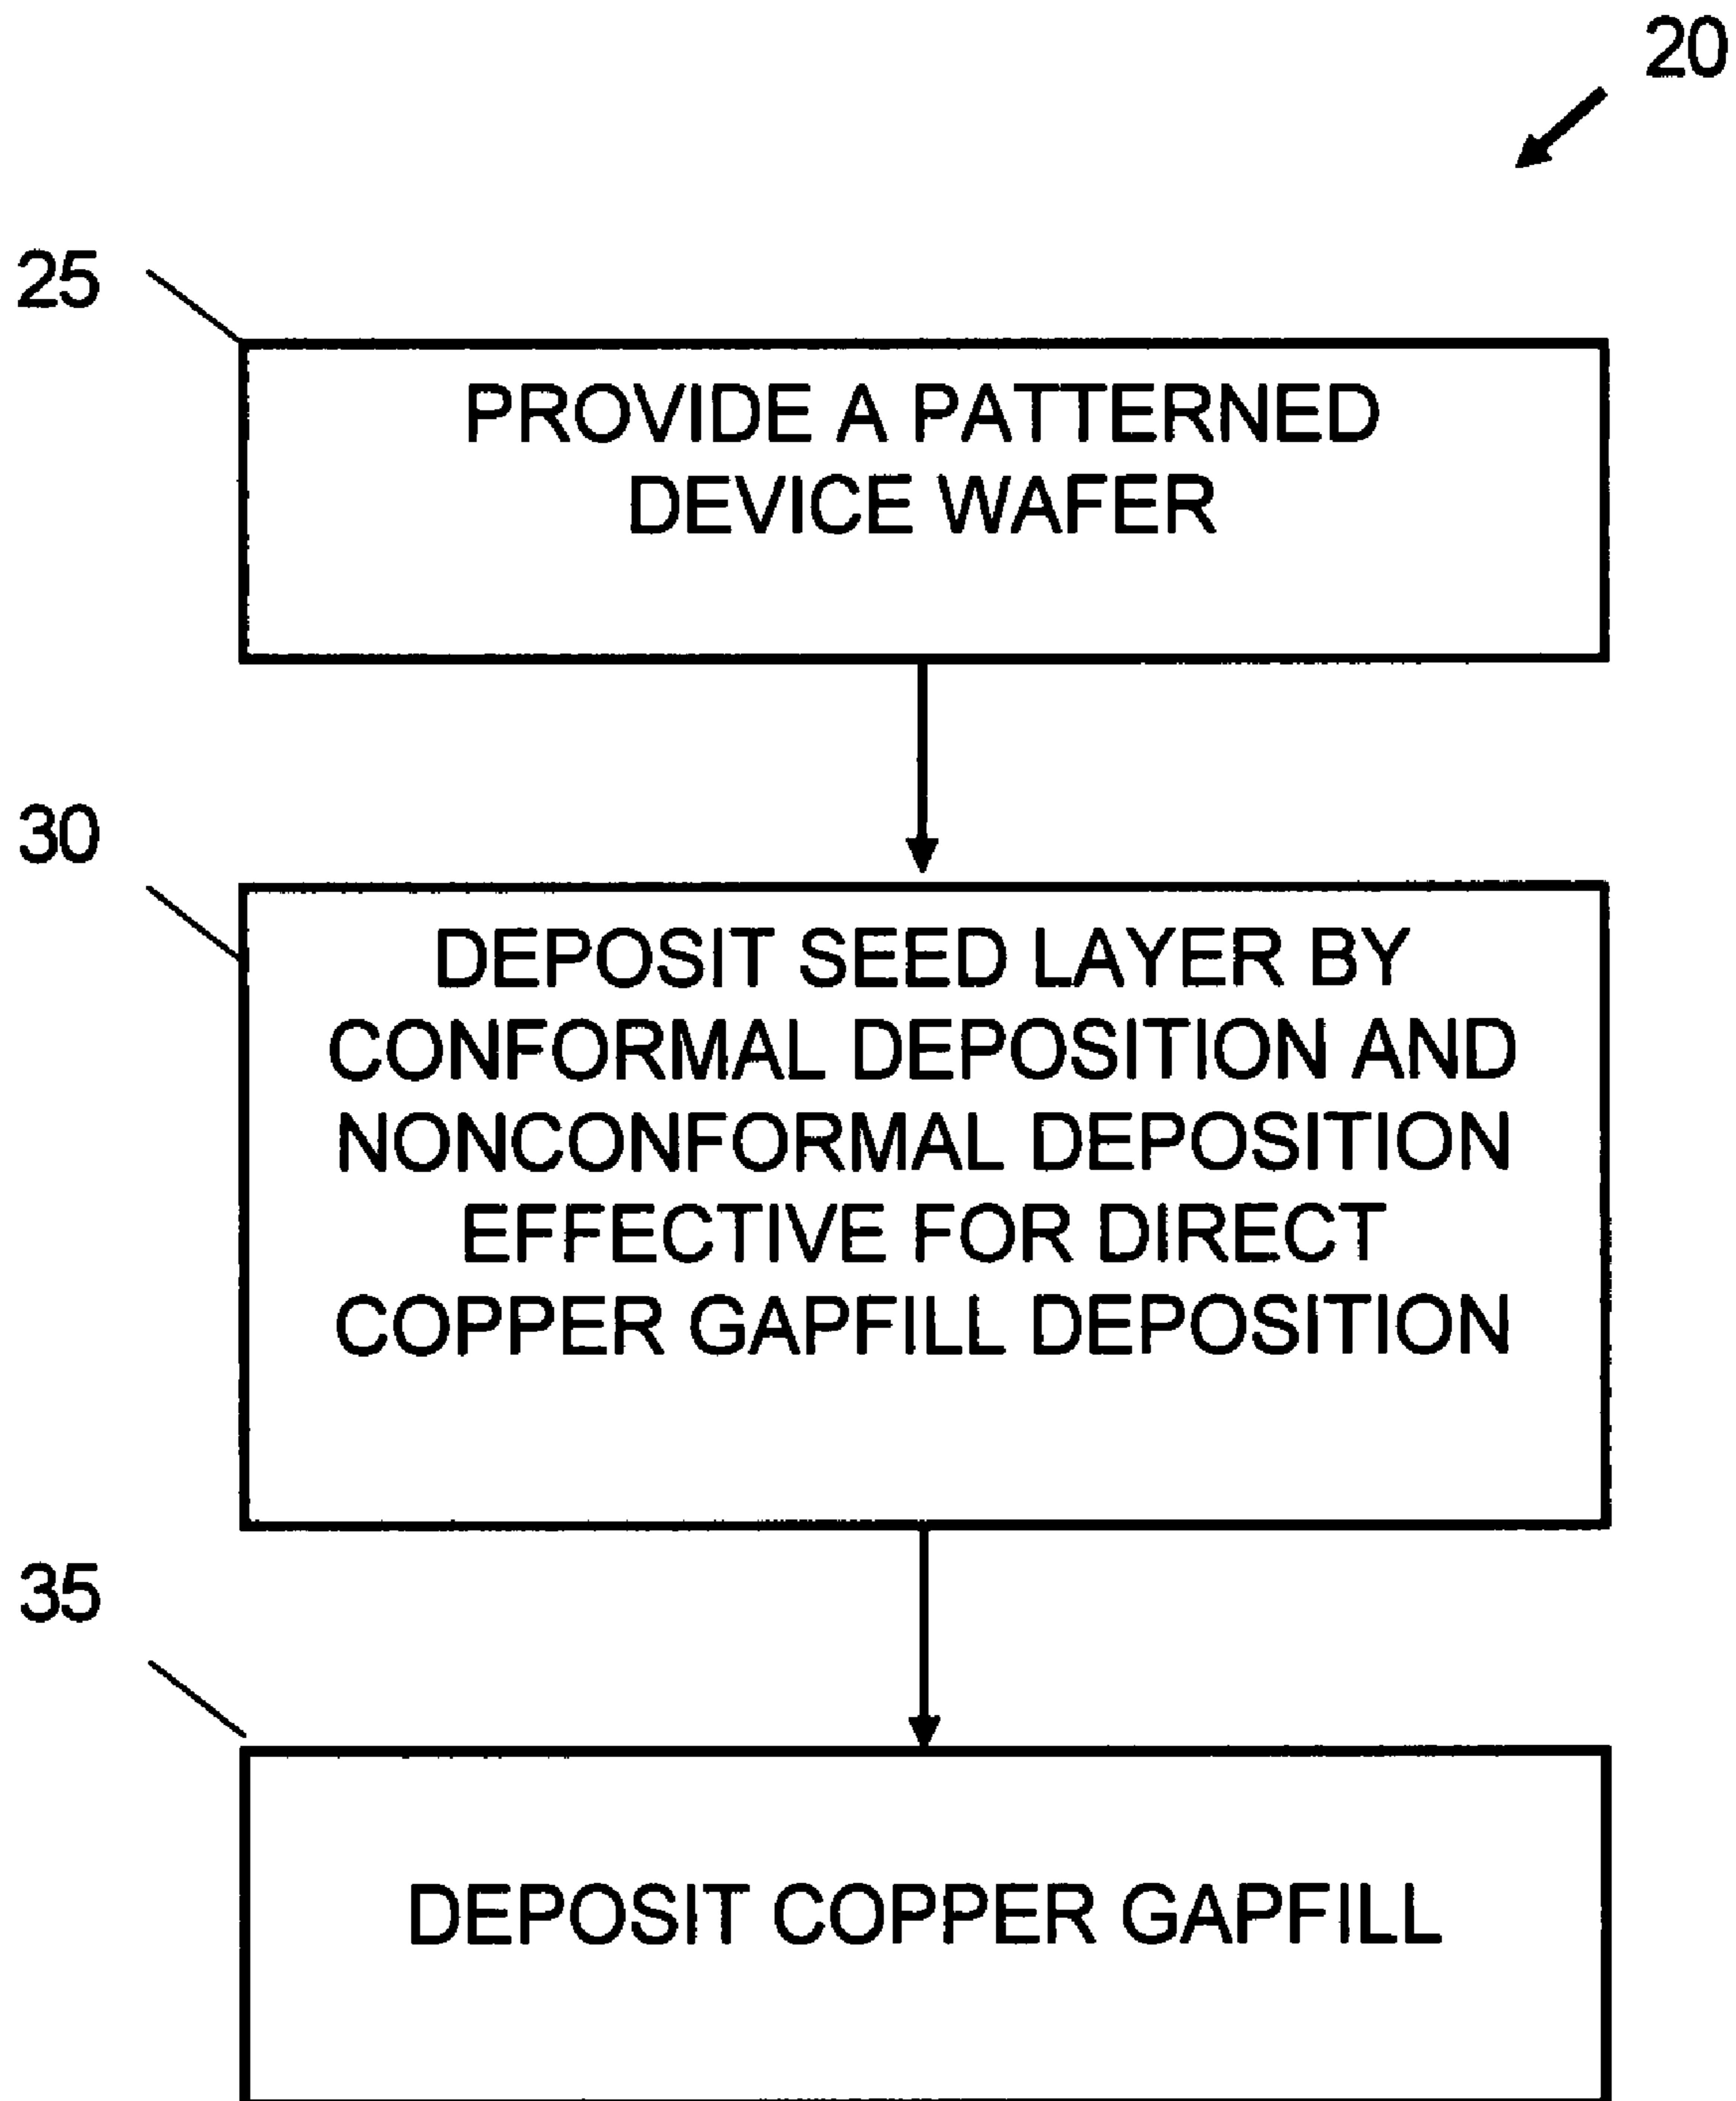 20
25
PROVIDE A PATTERNED
DEVICE WAFER
30
DEPOSIT SEED LAYER BY
CONFORMAL DEPOSITION AND
NONCONFORMAL DEPOSITION
EFFECTIVE FOR DIRECT
COPPER GAPFILL DEPOSITION
35
DEPOSIT COPPER GAPFILL